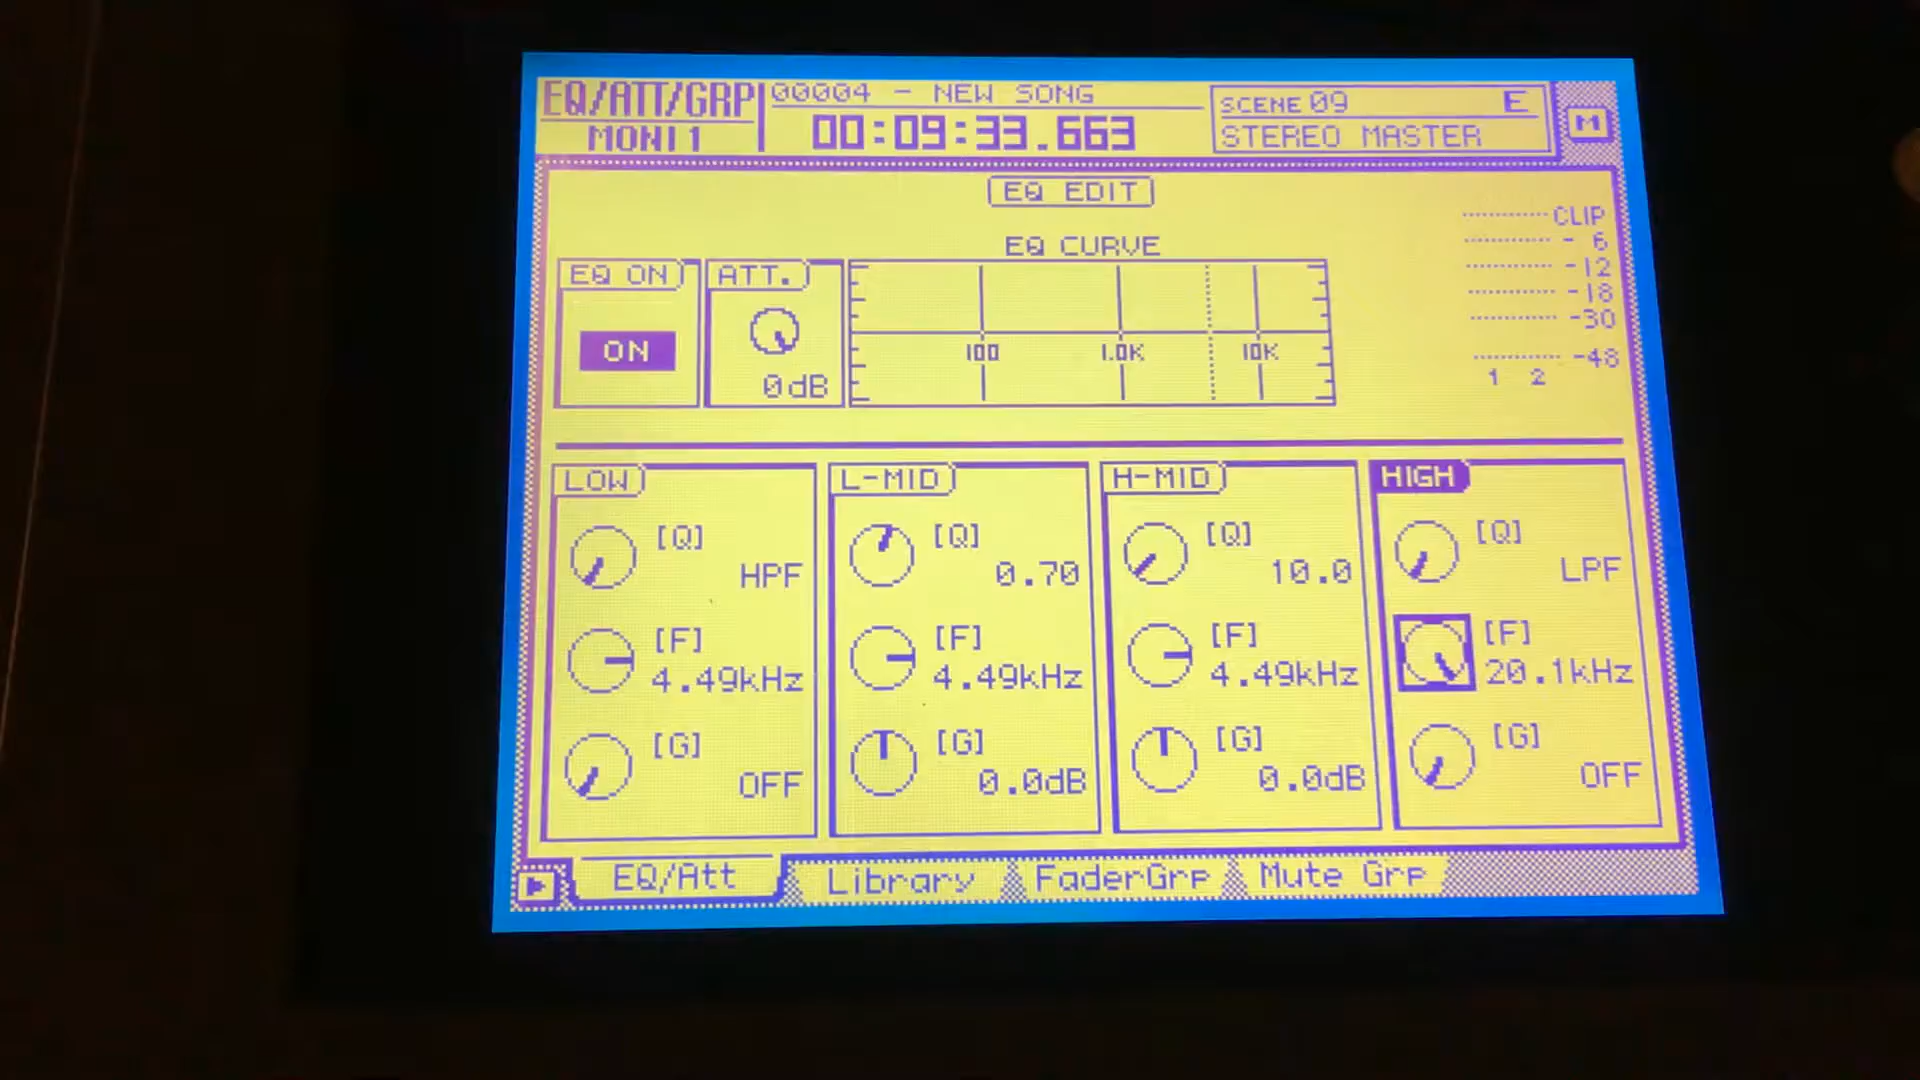 EQ/ATT/GRP
MONI1
00004 - NEW SONG
00:09:33.663
SCENE 09 E
STEREO MASTER
M
EQ EDIT
EQ CURVE
EQ ON
ON
ATT.
0dB
100 1.0K 10K
CLIP
- 6
-12
-18
-30
-48
1 2
LOW
[Q]
HPF
[F]
4.49kHz
[G]
OFF
L-MID
[Q]
0.70
[F]
4.49kHz
[G]
0.0dB
H-MID
[Q]
10.0
[F]
4.49kHz
[G]
0.0dB
HIGH
[Q]
LPF
[F]
20.1kHz
[G]
OFF
EQ/Att Library FaderGrp Mute Grp